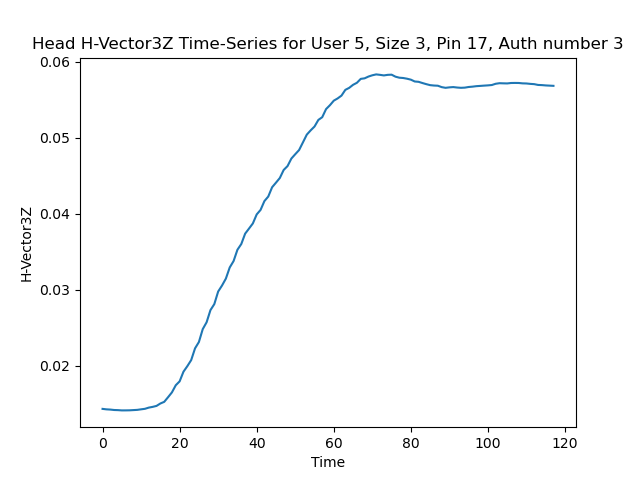 Head H-Vector3Z Time-Series for User 5, Size 3, Pin 17, Auth number 3
0.06
0.05
0.04
0.03
0.02
H-Vector3Z
0 20 40 60 80 100 120
Time